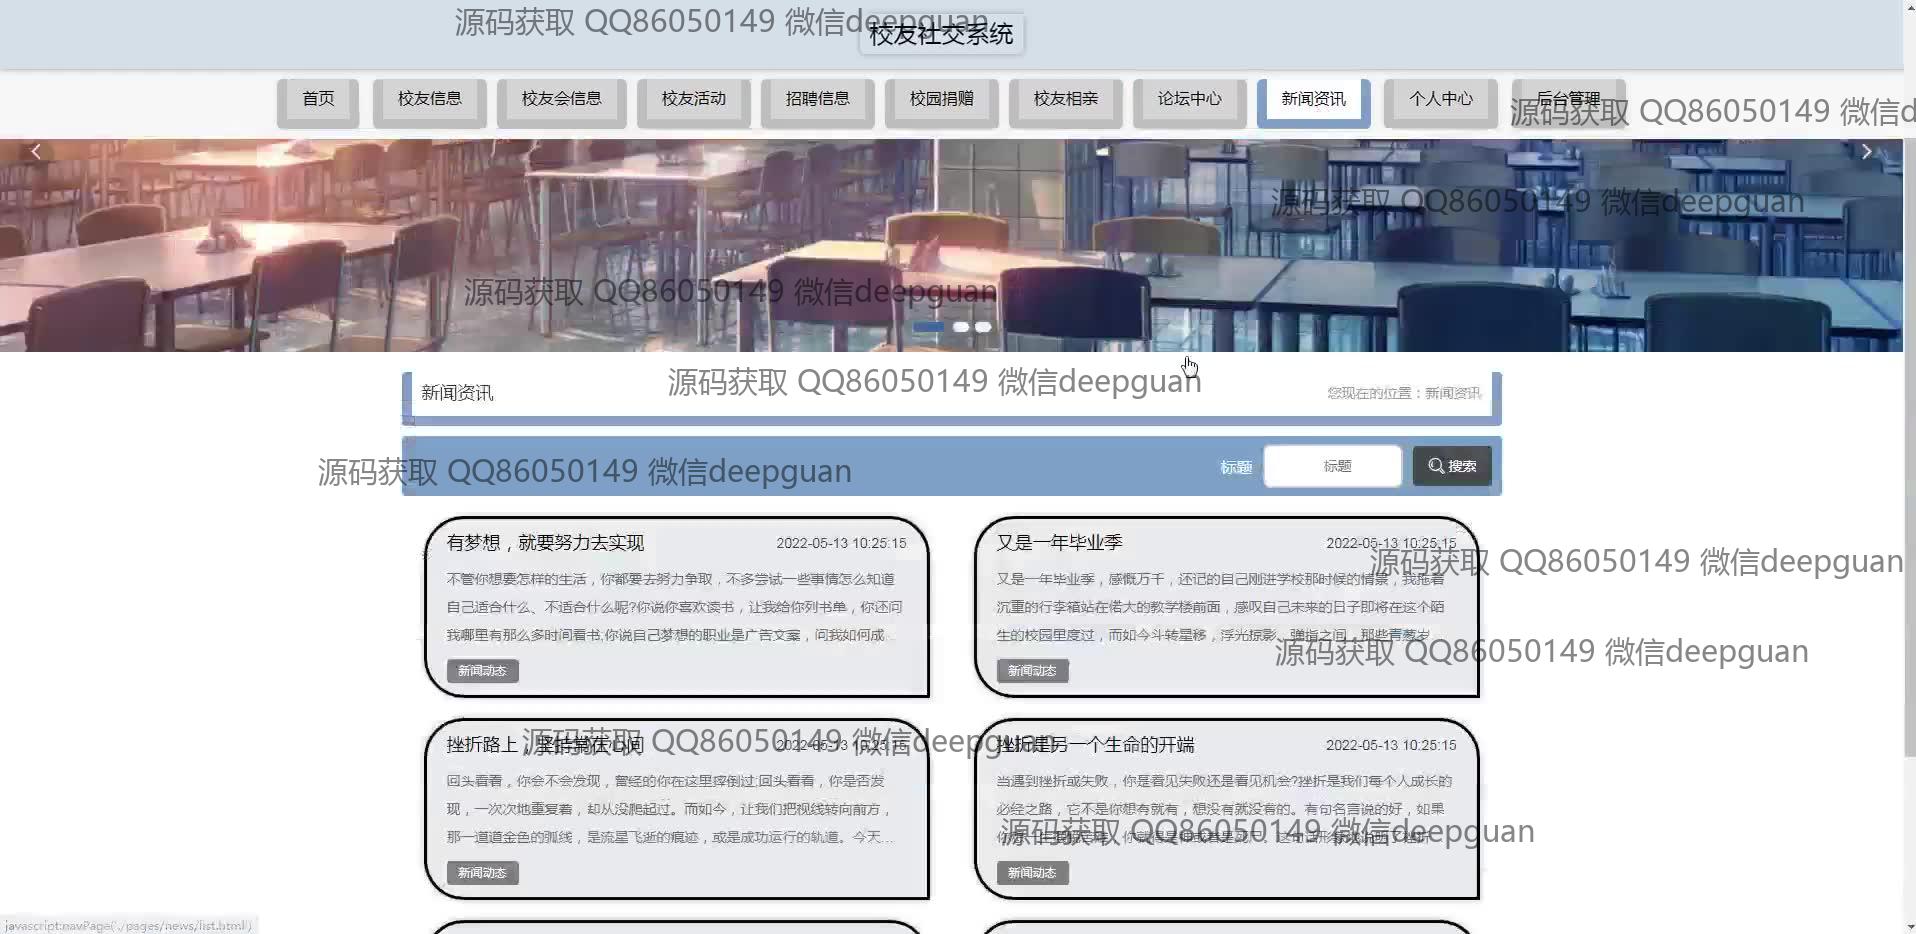 源码获取 QQ86050149 微信deepguan
校友社交系统
首页 校友信息 校友会信息 校友活动 招聘信息 校园捐赠 校友相亲 论坛中心 新闻资讯 个人中心 后台管理
源码获取 QQ86050149 微信d
源码获取 QQ86050149 微信deepguan
源码获取 QQ86050149 微信deepguan
新闻资讯
源码获取 QQ86050149 微信deepguan
您现在的位置：新闻资讯
源码获取 QQ86050149 微信deepguan
标题 标题 搜索
有梦想，就要努力去实现 2022-05-13 10:25:15
不管你想要怎样的生活，你都要去努力争取，不多尝试一些事情怎么知道
自己适合什么、不适合什么呢?你说你喜欢读书，让我给你列书单，你还问
我哪里有那么多时间看书;你说自己梦想的职业是广告文案，问我如何成...
新闻动态
又是一年毕业季 2022-05-13 10:25:15
源码获取 QQ86050149 微信deepguan
又是一年毕业季，感慨万千，还记的自己刚进学校那时候的情景，我拖着
沉重的行李箱站在偌大的教学楼前面，感叹自己未来的日子即将在这个陌
生的校园里度过，而如今斗转星移，浮光掠影，弹指之间，那些青葱岁
源码获取 QQ86050149 微信deepguan
新闻动态
挫折路上，坚持常在心间 2022-05-13 10:25:15
源码获取 QQ86050149 微信deepguan
回头看看，你会不会发现，曾经的你在这里摔倒过;回头看看，你是否发
现，一次次地重复着，却从没爬起过。而如今，让我们把视线转向前方，
那一道道金色的弧线，是流星飞逝的痕迹，或是成功运行的轨道。今天...
新闻动态
挫折是另一个生命的开端 2022-05-13 10:25:15
当遇到挫折或失败，你是看见失败还是看见机会?挫折是我们每个人成长的
必经之路，它不是你想有就有，想没有就没有的。有句名言说的好，如果
源码获取 QQ86050149 微信deepguan
新闻动态
javascript:navPage('./pages/news/list.html')